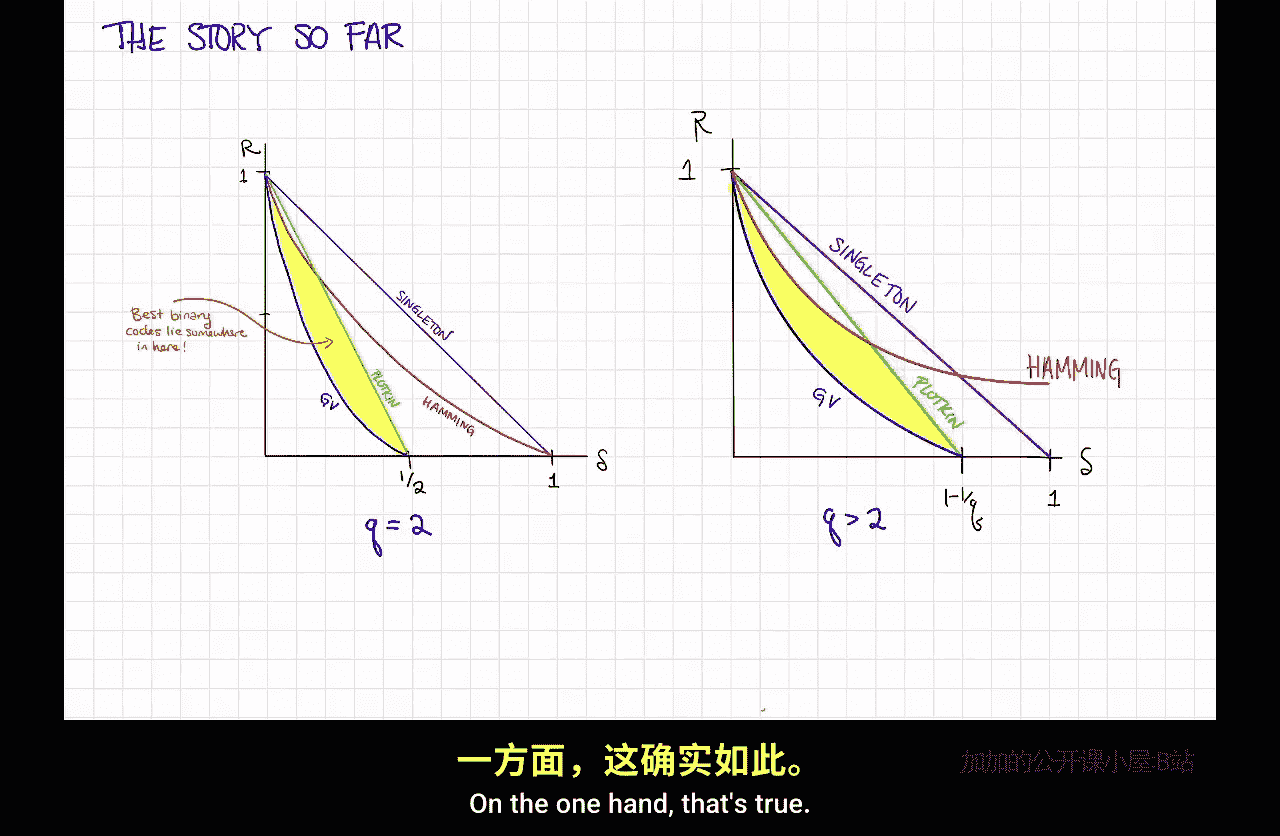 THE STORY SO FAR
R
1
SINGLETON
Best binary
codes lie somewhere
in here!
PLOTKIN
GV
HAMMING
1/2
1
δ
q = 2
R
1
SINGLETON
HAMMING
PLOTKIN
GV
δ
1-1/q
1
q > 2
一方面，这确实如此。
加加的公开课小屋:B站
On the one hand, that's true.